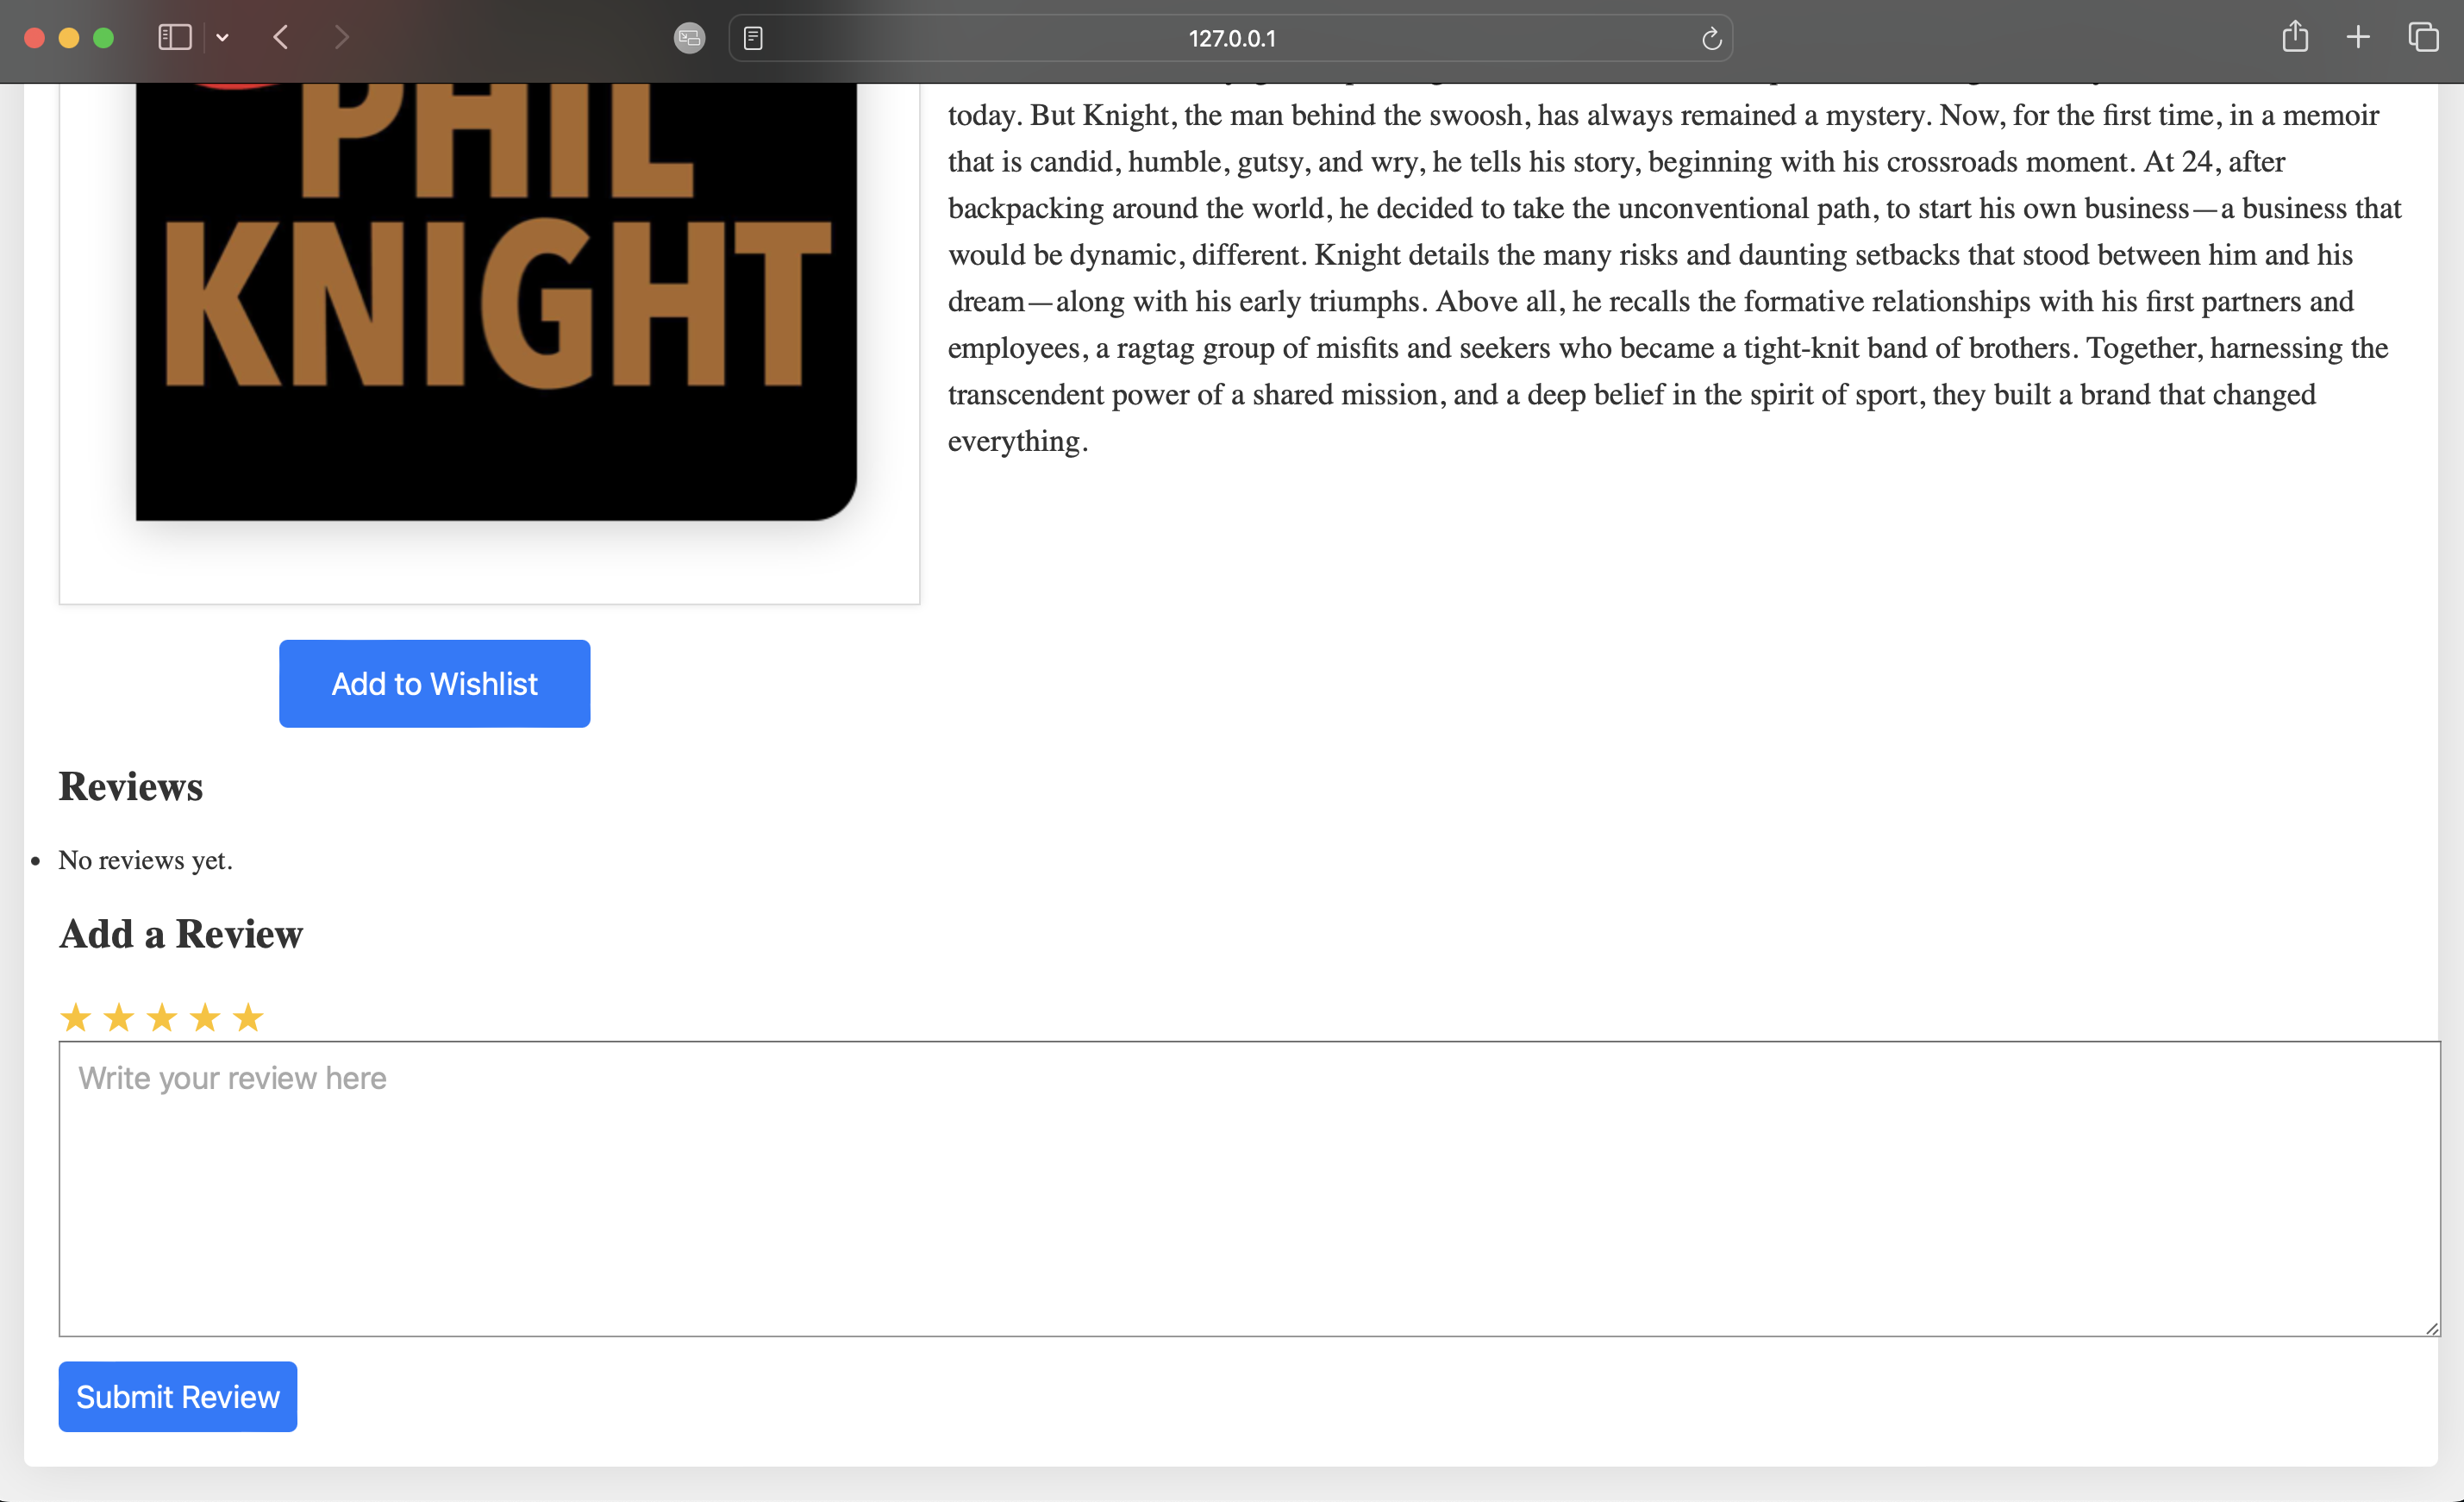 127.0.0.1
PHIL
KNIGHT
today. But Knight, the man behind the swoosh, has always remained a mystery. Now, for the first time, in a memoir
that is candid, humble, gutsy, and wry, he tells his story, beginning with his crossroads moment. At 24, after
backpacking around the world, he decided to take the unconventional path, to start his own business—a business that
would be dynamic, different. Knight details the many risks and daunting setbacks that stood between him and his
dream—along with his early triumphs. Above all, he recalls the formative relationships with his first partners and
employees, a ragtag group of misfits and seekers who became a tight-knit band of brothers. Together, harnessing the
transcendent power of a shared mission, and a deep belief in the spirit of sport, they built a brand that changed
everything.
Add to Wishlist
Reviews
• No reviews yet.
Add a Review
★ ★ ★ ★ ★
Write your review here
Submit Review